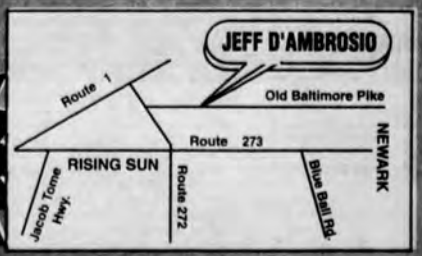 JEFF D'AMBROSIO
Route 1
Old Baltimore Pike
Route 273
NEWARK
RISING SUN
Jacob Tome
Hwy.
Route 272
Blue Ball Rd.